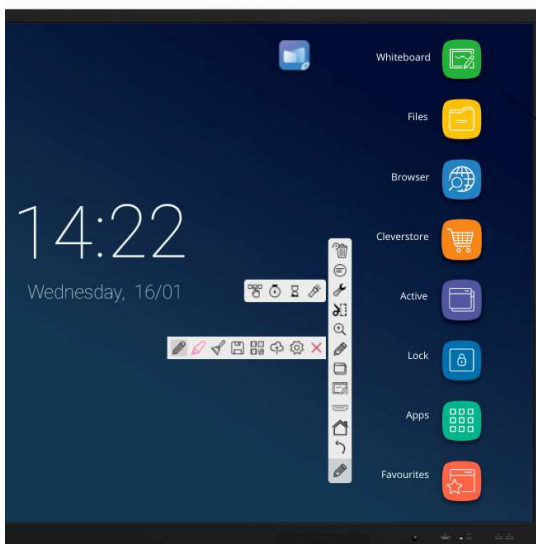 Whiteboard
Files
Browser
14:22
Cleverstore
Wednesday, 16/01
Active
Lock
Apps
Favourites